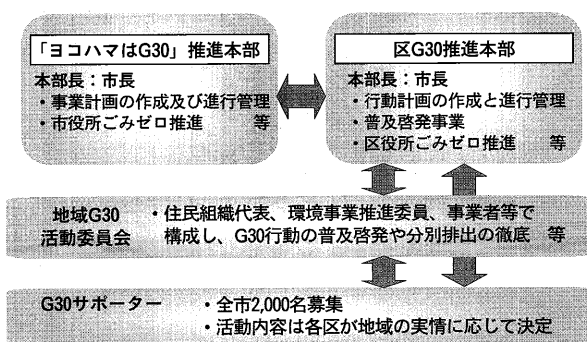 「ヨコハマはG30」推進本部
本部長：市長
・事業計画の作成及び進行管理
・市役所ごみゼロ推進　等
区G30推進本部
本部長：市長
・行動計画の作成と進行管理
・普及啓発事業
・区役所ごみゼロ推進　等
地域G30　・住民組織代表、環境事業推進委員、事業者等で
活動委員会　構成し、G30行動の普及啓発や分別排出の徹底　等
G30サポーター　・全市2,000名募集
・活動内容は各区が地域の実情に応じて決定